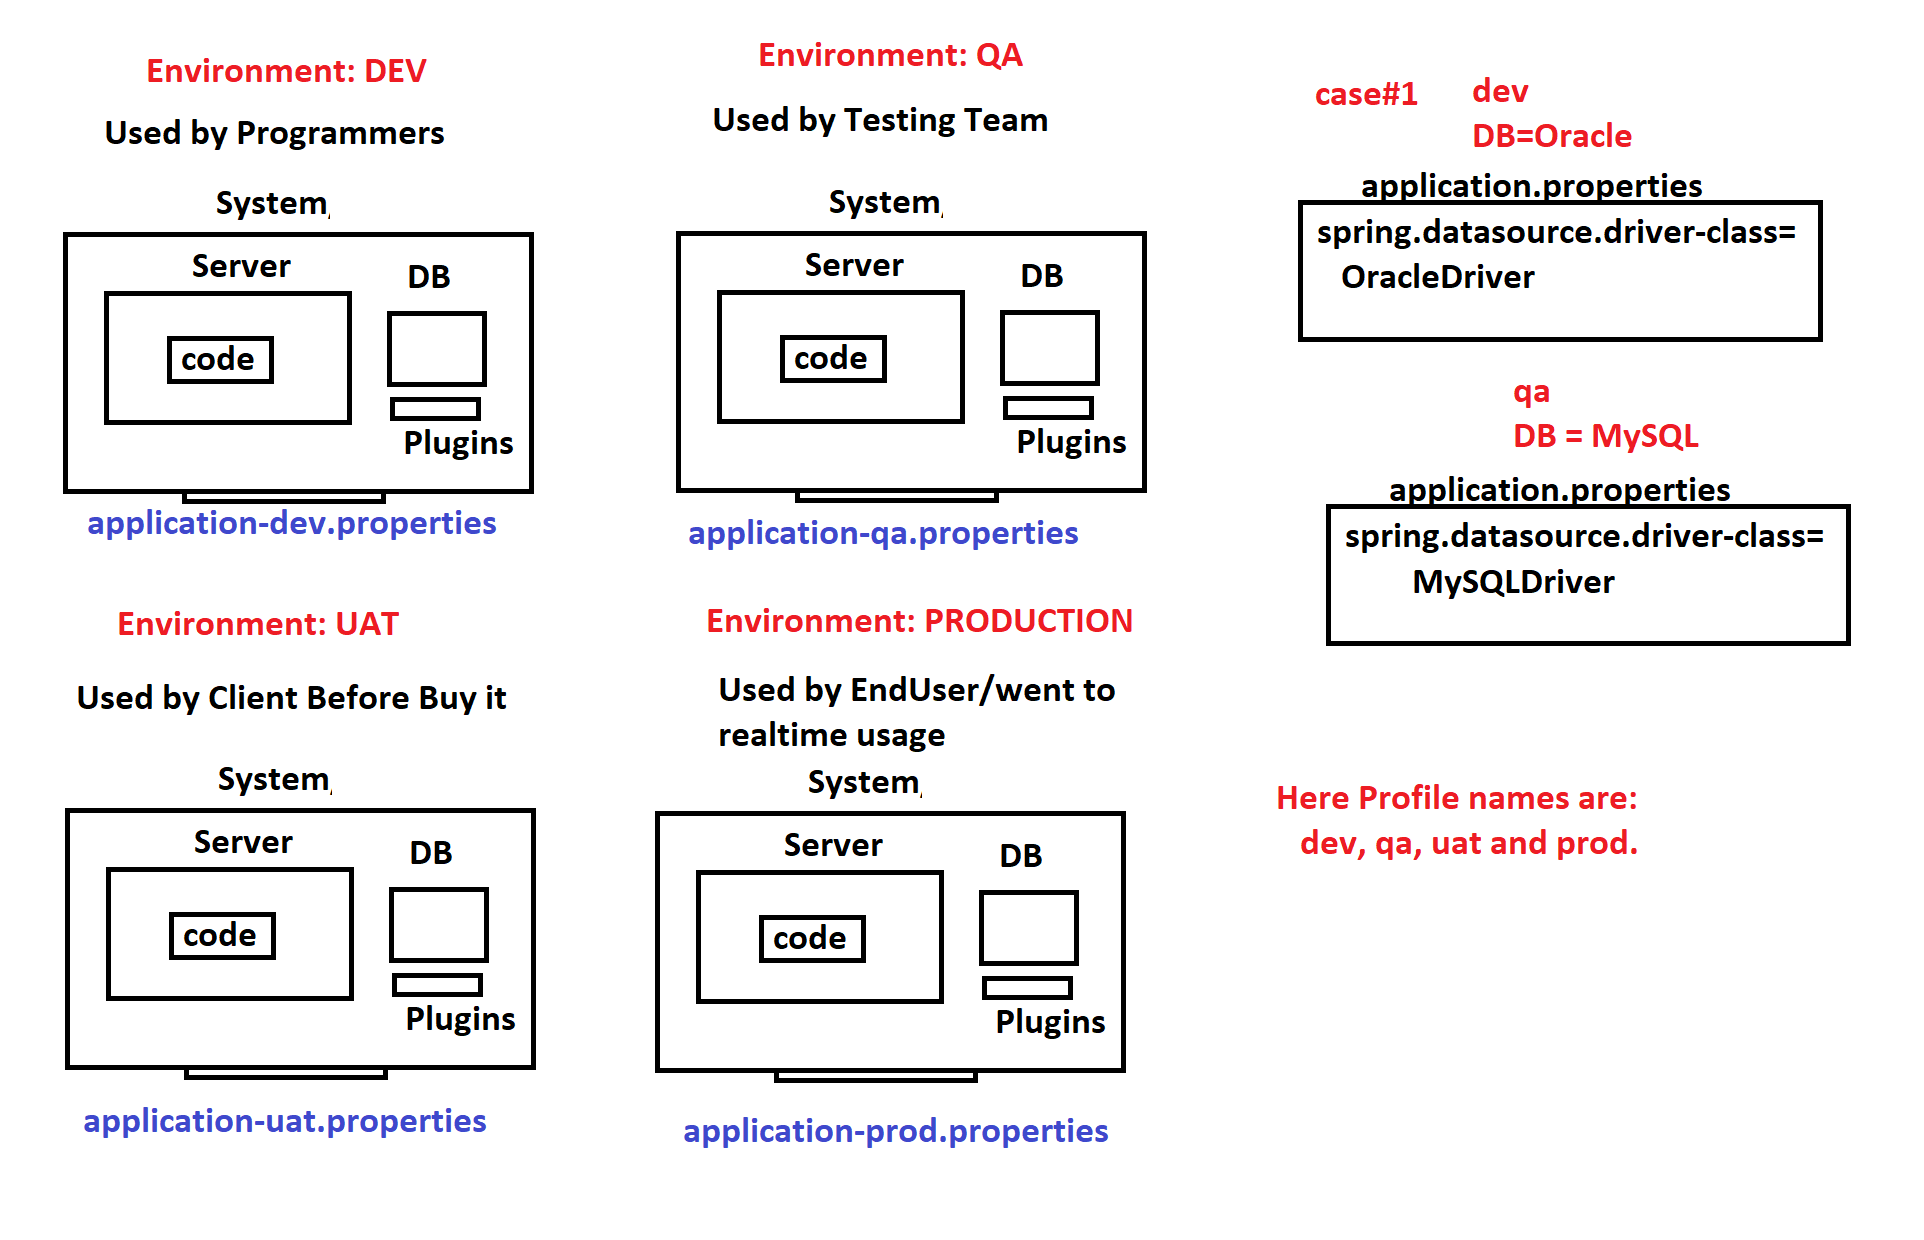 Environment: DEV
Used by Programmers
System,
Server
DB
code
Plugins
application-dev.properties
Environment: QA
Used by Testing Team
System,
Server
DB
code
Plugins
application-qa.properties
case#1
dev
DB=Oracle
application.properties
spring.datasource.driver-class=
OracleDriver
qa
DB = MySQL
application.properties
spring.datasource.driver-class=
MySQLDriver
Environment: UAT
Used by Client Before Buy it
System,
Server
DB
code
Plugins
application-uat.properties
Environment: PRODUCTION
Used by EndUser/went to
realtime usage
System,
Server
DB
code
Plugins
application-prod.properties
Here Profile names are:
dev, qa, uat and prod.